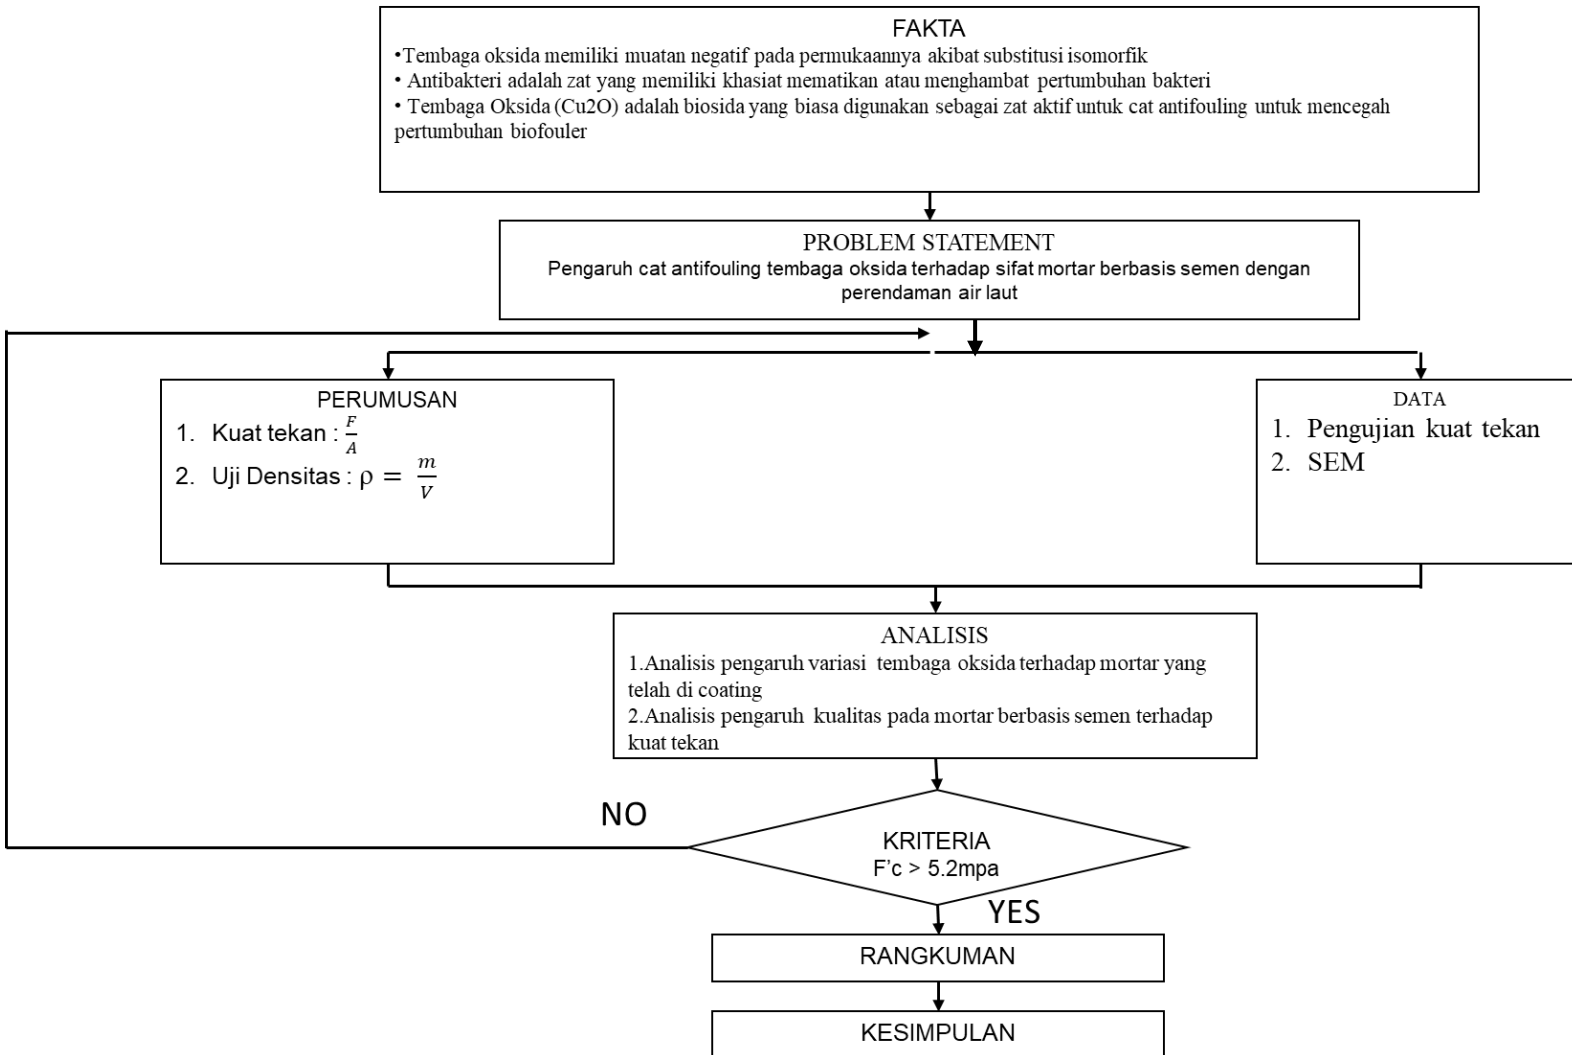 FAKTA
•Tembaga oksida memiliki muatan negatif pada permukaannya akibat substitusi isomorfik
• Antibakteri adalah zat yang memiliki khasiat mematikan atau menghambat pertumbuhan bakteri
• Tembaga Oksida (Cu2O) adalah biosida yang biasa digunakan sebagai zat aktif untuk cat antifouling untuk mencegah
pertumbuhan biofouler
PROBLEM STATEMENT
Pengaruh cat antifouling tembaga oksida terhadap sifat mortar berbasis semen dengan
perendaman air laut
PERUMUSAN
1. Kuat tekan : F/A
2. Uji Densitas : ρ = m/V
DATA
1. Pengujian kuat tekan
2. SEM
ANALISIS
1.Analisis pengaruh variasi tembaga oksida terhadap mortar yang
telah di coating
2.Analisis pengaruh kualitas pada mortar berbasis semen terhadap
kuat tekan
NO
KRITERIA
F'c > 5.2mpa
YES
RANGKUMAN
KESIMPULAN